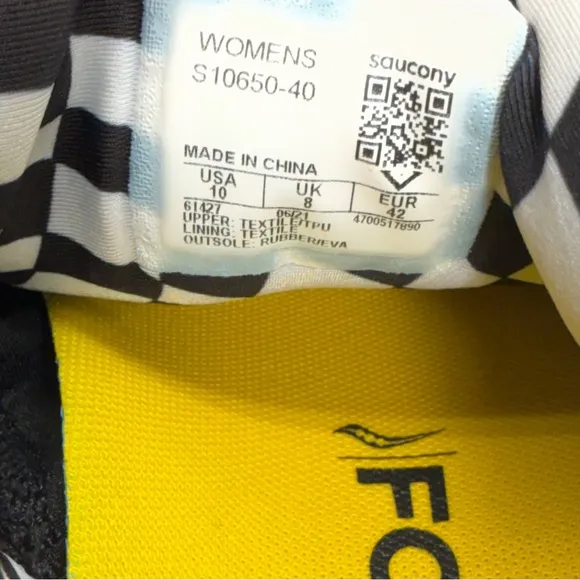 WOMENS
S10650-40
saucony
MADE IN CHINA
USA UK EUR
10 8 42
61427 06/21 4700517890
UPPER: TEXTILE/TPU
LINING: TEXTILE
OUTSOLE: RUBBER/EVA